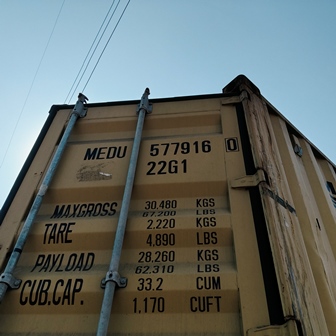 MEDU 577916 0
22G1
MAXGROSS 30.480 KGS
67.200 LBS
TARE 2.220 KGS
4.890 LBS
PAYLOAD 28.260 KGS
62.310 LBS
CUB.CAP. 33.2 CUM
1.170 CUFT